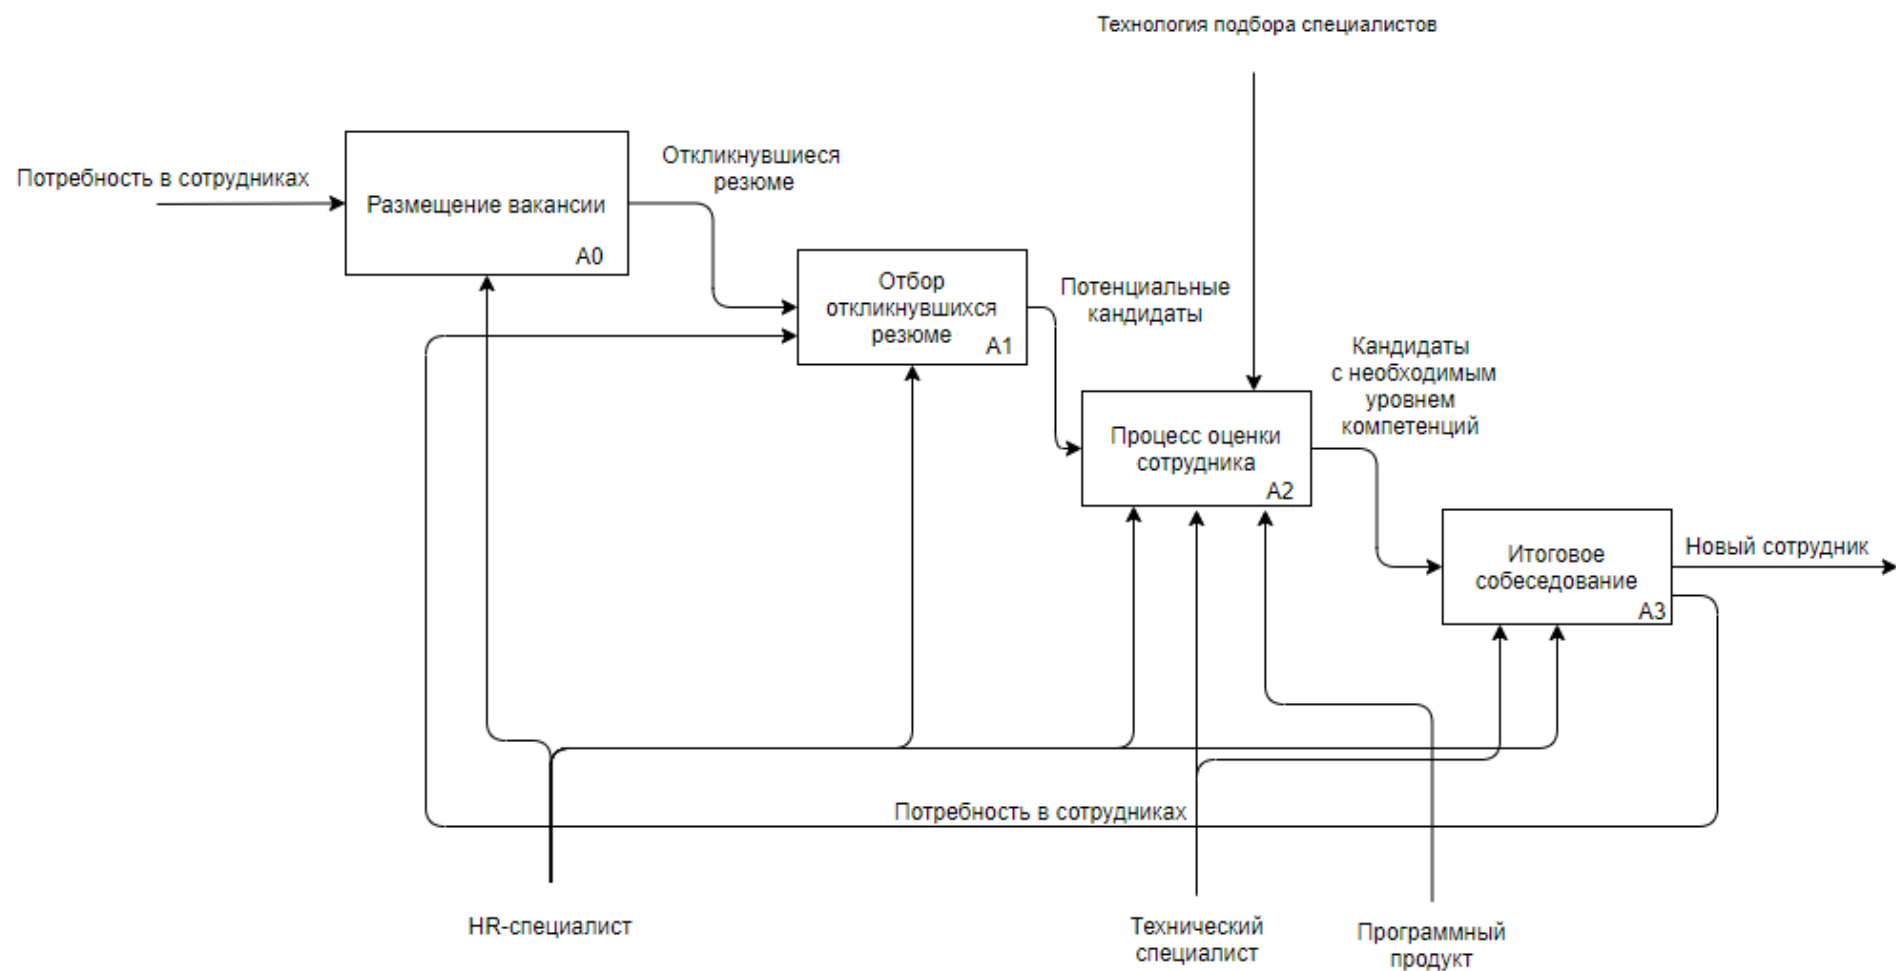 Технология подбора специалистов
Потребность в сотрудниках
Размещение вакансии
A0
Откликнувшиеся
резюме
Отбор
откликнувшихся
резюме
A1
Потенциальные
кандидаты
Процесс оценки
сотрудника
A2
Кандидаты
с необходимым
уровнем
компетенций
Итоговое
собеседование
A3
Новый сотрудник
Потребность в сотрудниках
HR-специалист
Технический
специалист
Программный
продукт